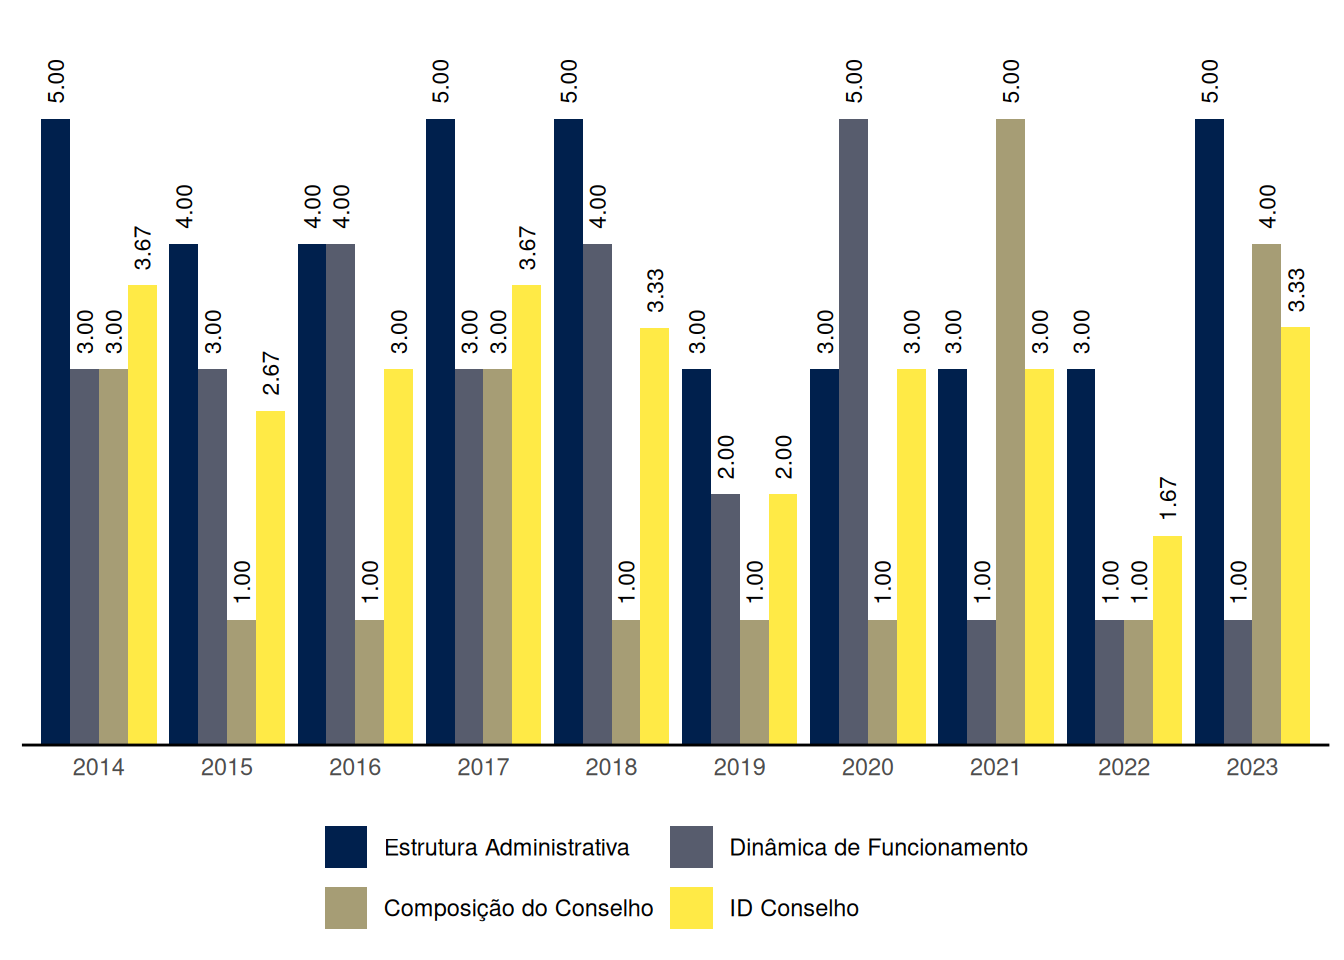 5.00 3.00 3.00 3.67 4.00 3.00 1.00 2.67 4.00 4.00 1.00 3.00 5.00 3.00 3.00 3.67 5.00 4.00 1.00 3.33 3.00 2.00 1.00 2.00 3.00 5.00 1.00 3.00 3.00 1.00 5.00 3.00 3.00 1.00 1.00 1.67 5.00 1.00 4.00 3.33
2014 2015 2016 2017 2018 2019 2020 2021 2022 2023
Estrutura Administrativa Dinâmica de Funcionamento
Composição do Conselho ID Conselho